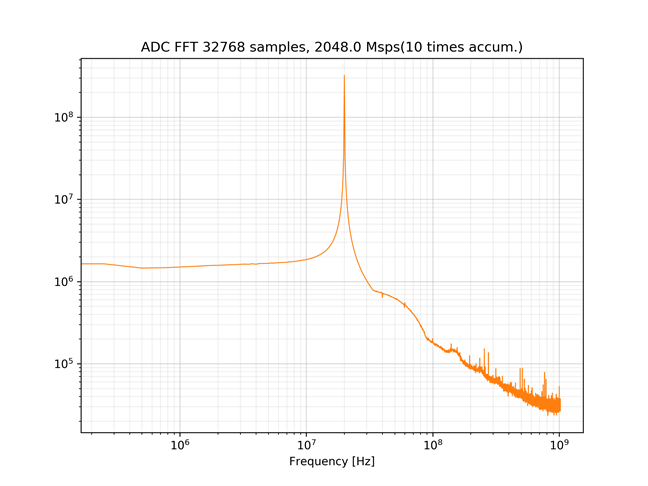 ADC FFT 32768 samples, 2048.0 Msps(10 times accum.)
10⁸
10⁷
10⁶
10⁵
10⁶ 10⁷ 10⁸ 10⁹
Frequency [Hz]